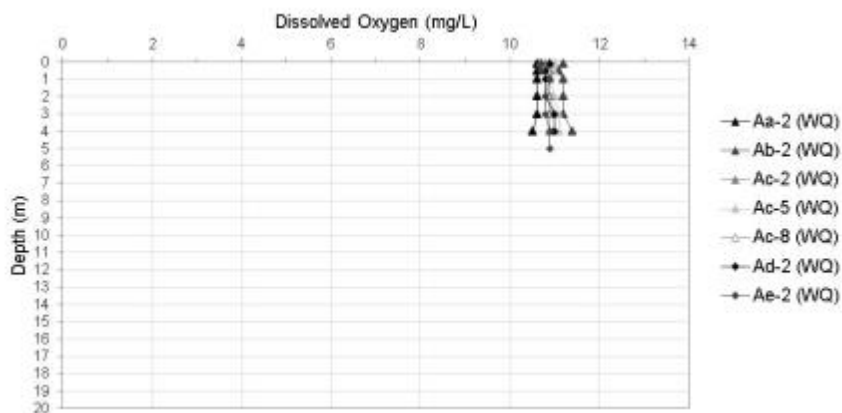 Dissolved Oxygen (mg/L)
0 2 4 6 8 10 12 14
Depth (m)
0
1
2
3
4
5
6
7
8
9
10
11
12
13
14
15
16
17
18
19
20
Aa-2 (WQ)
Ab-2 (WQ)
Ac-2 (WQ)
Ac-5 (WQ)
Ac-8 (WQ)
Ad-2 (WQ)
Ae-2 (WQ)